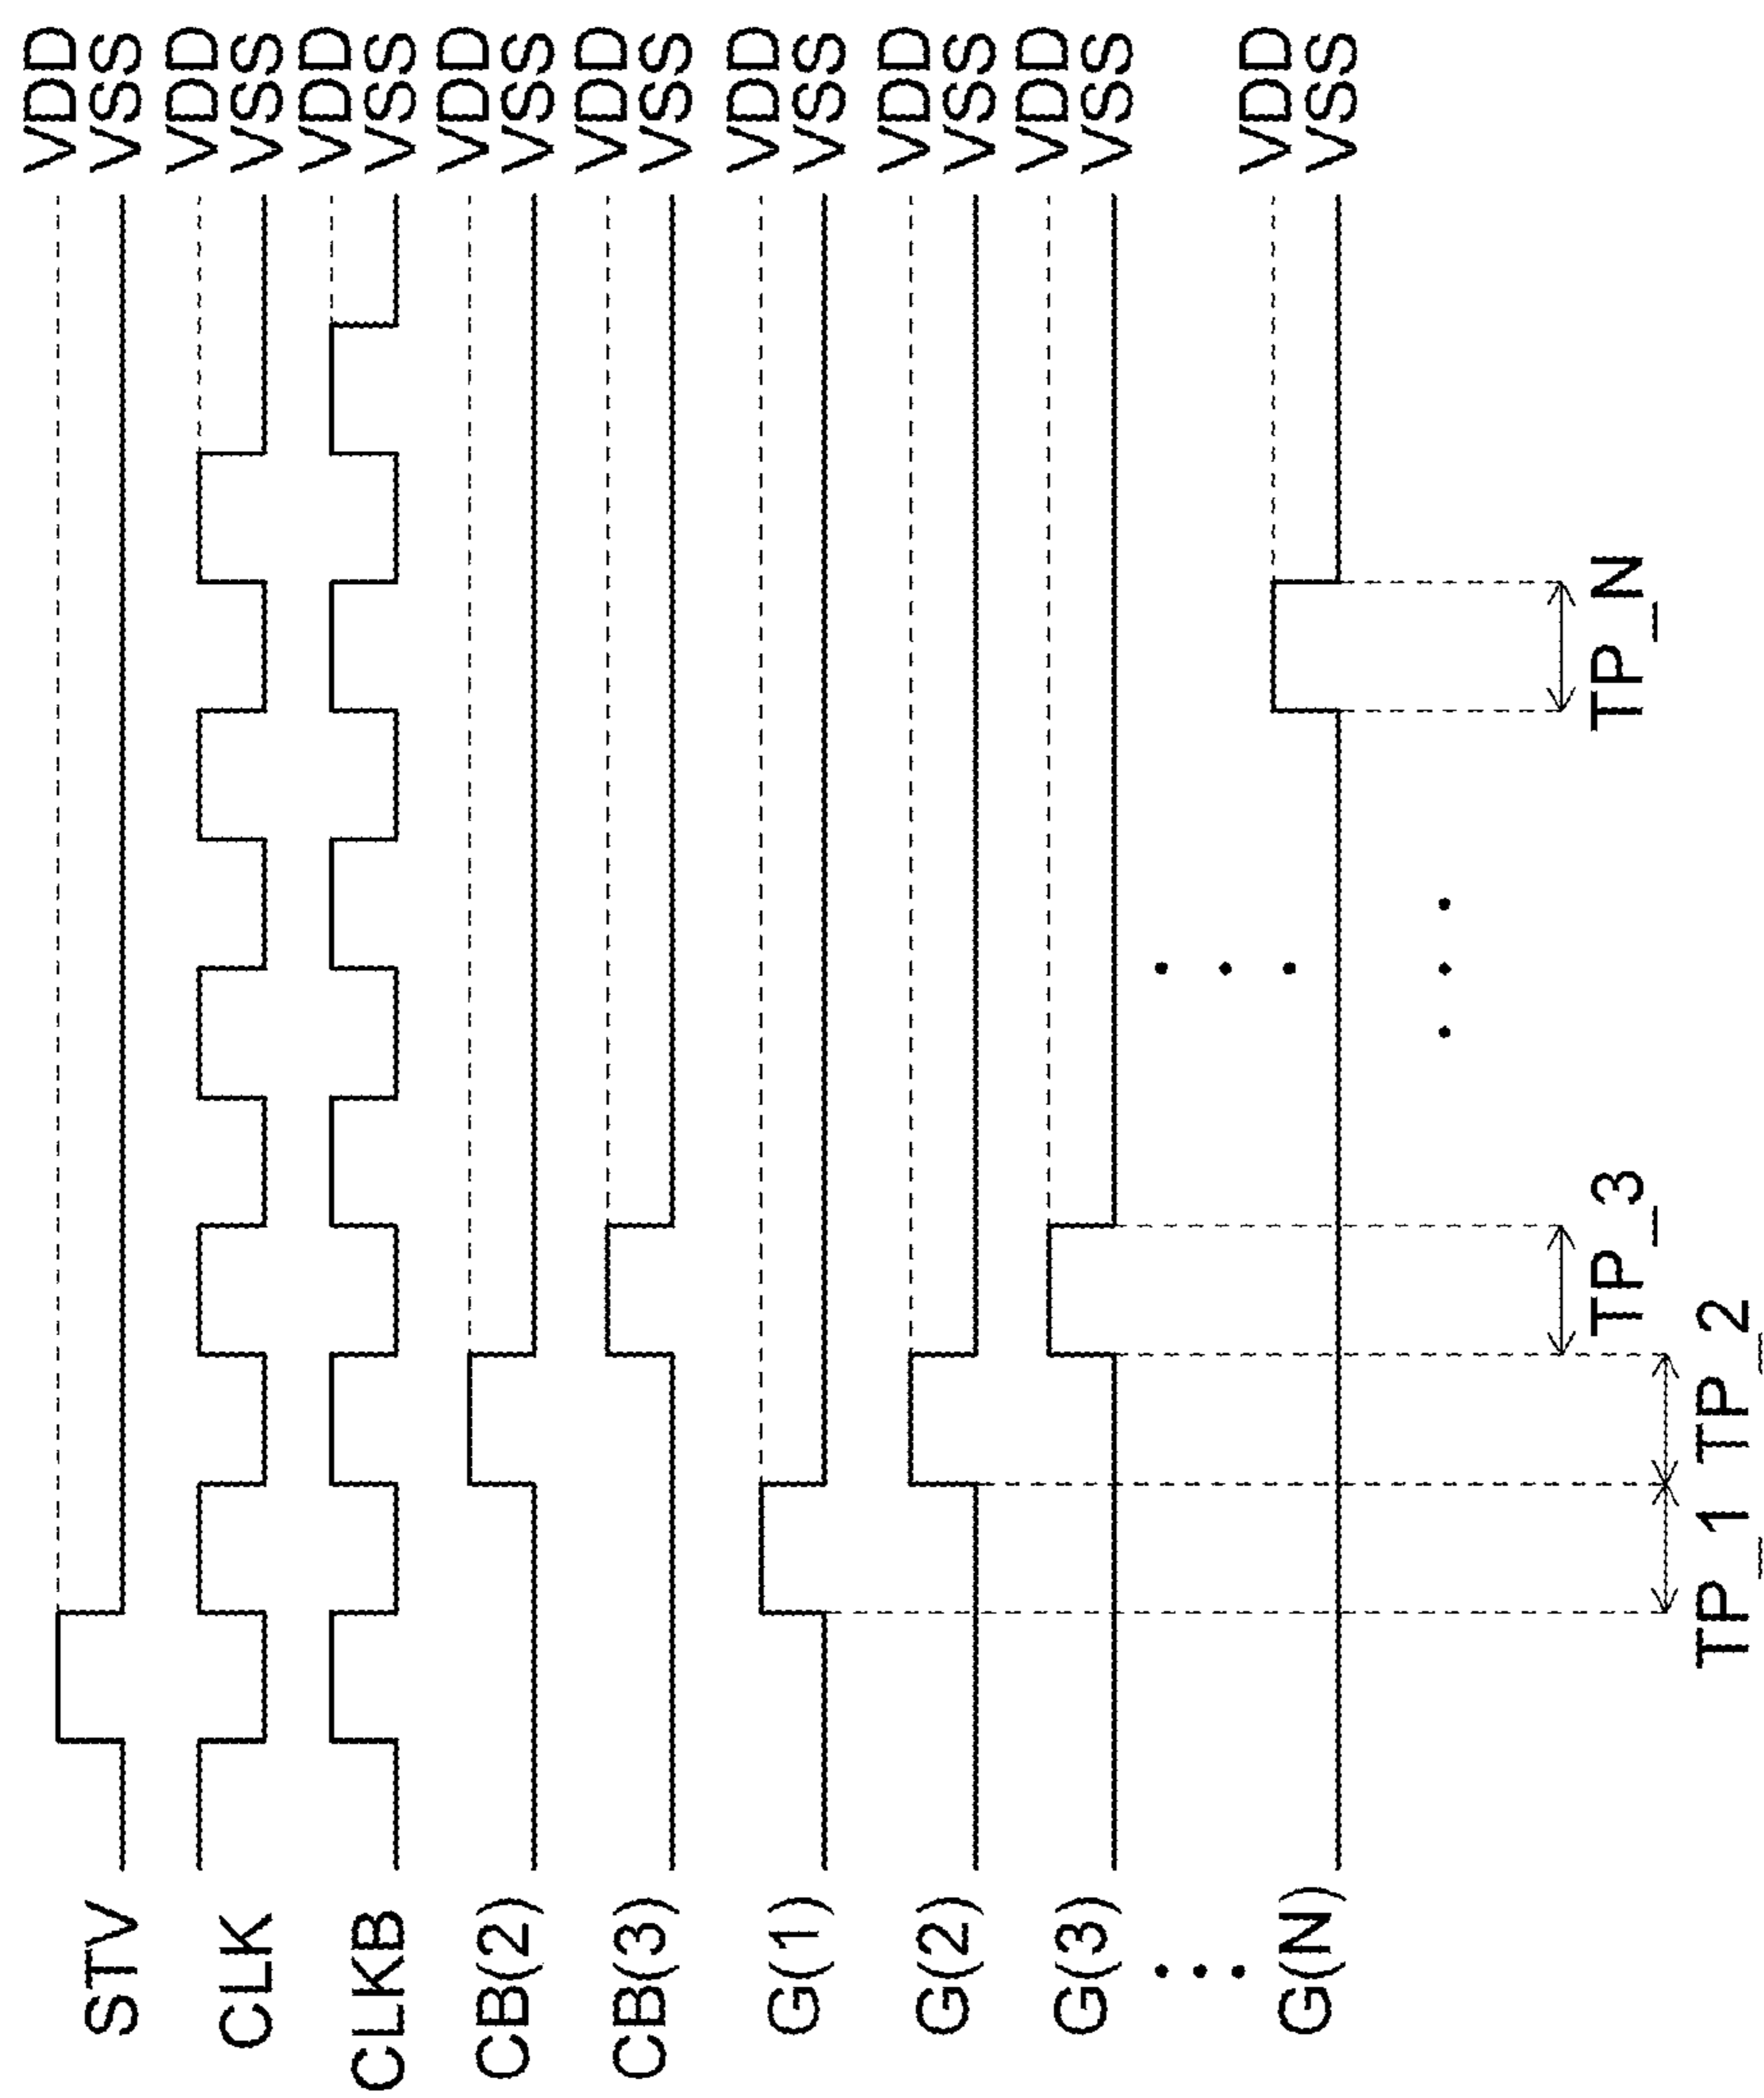 STV VDD
VSS
CLK VDD
VSS
CLKB VDD
VSS
CB(2) VDD
VSS
CB(3) VDD
VSS
G(1) VDD
VSS
G(2) VDD
VSS
G(3) VDD
VSS
G(N) VDD
VSS
TP_3 TP_N
TP_1 TP_2